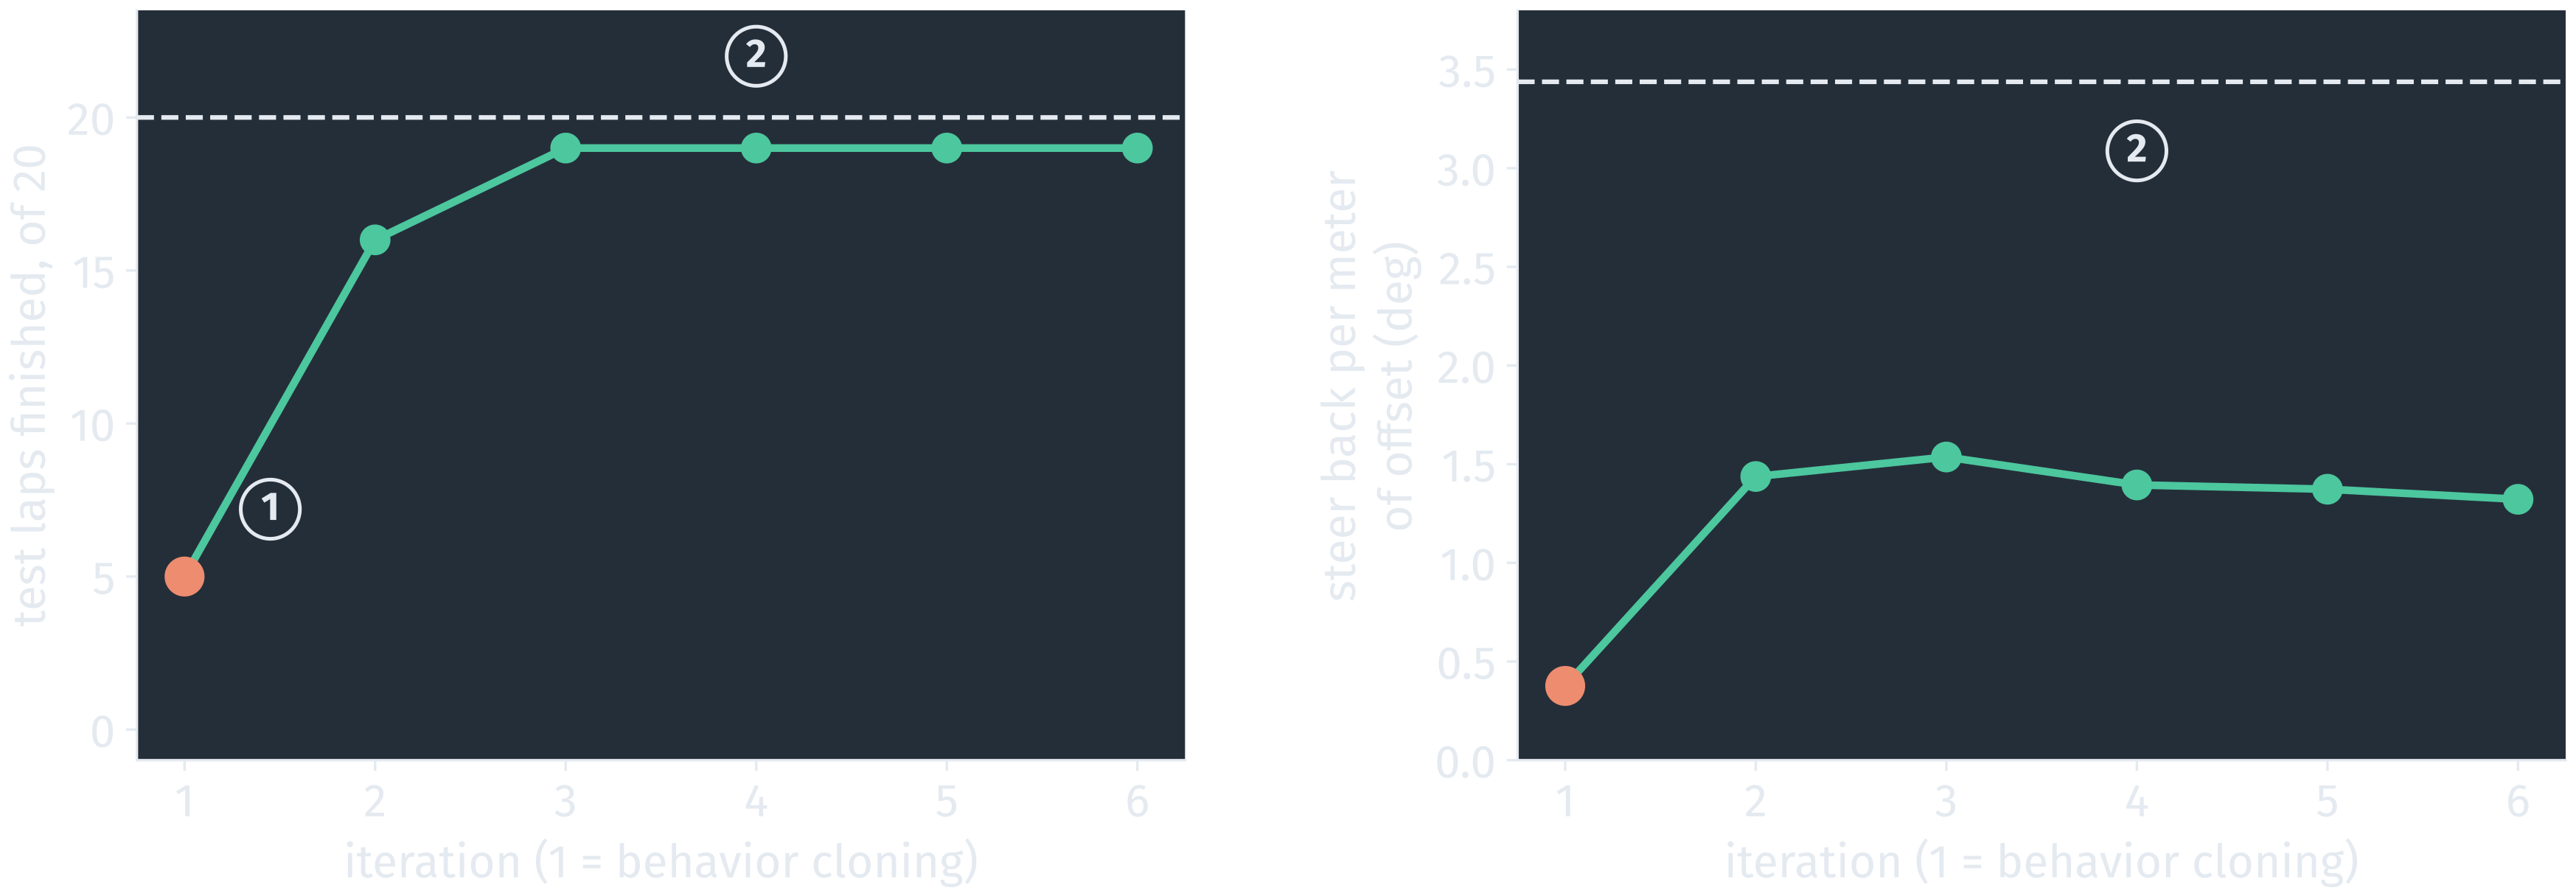 test laps finished, of 20
20
15
10
5
0
2
1
1 2 3 4 5 6
iteration (1 = behavior cloning)
steer back per meter
of offset (deg)
3.5
3.0
2.5
2.0
1.5
1.0
0.5
0.0
2
1 2 3 4 5 6
iteration (1 = behavior cloning)